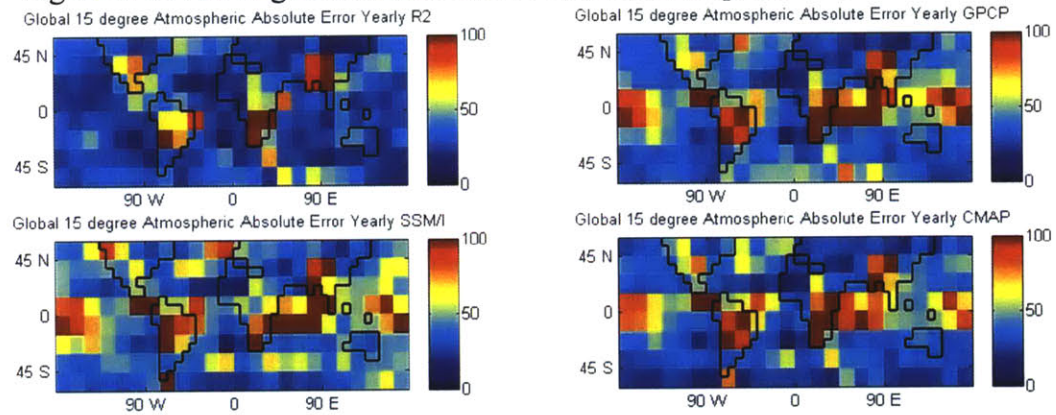 Global 15 degree Atmospheric Absolute Error Yearly R2
45 N
0
45 S
90 W
0
90 E
100
50
0
Global 15 degree Atmospheric Absolute Error Yearly GPCP
45 N
0
45 S
90 W
0
90 E
100
50
0
Global 15 degree Atmospheric Absolute Error Yearly SSM/I
45 N
0
45 S
90 W
0
90 E
100
50
0
Global 15 degree Atmospheric Absolute Error Yearly CMAP
45 N
0
45 S
90 W
0
90 E
100
50
0